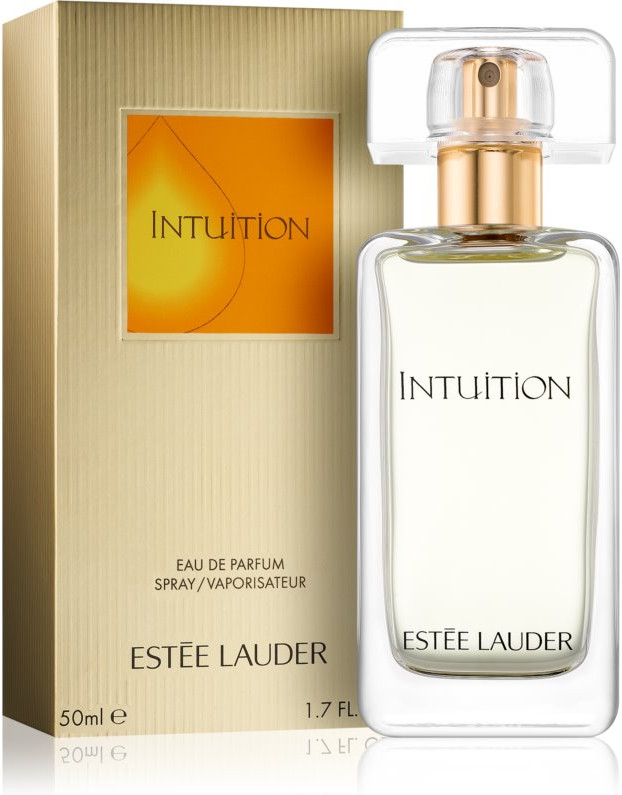 INTUiTiON
EAU DE PARFUM
SPRAY/VAPORISATEUR
ESTĒE LAUDER
50ml ℮
1.7 FL.
INTUiTiON
ESTĒE LAUDER